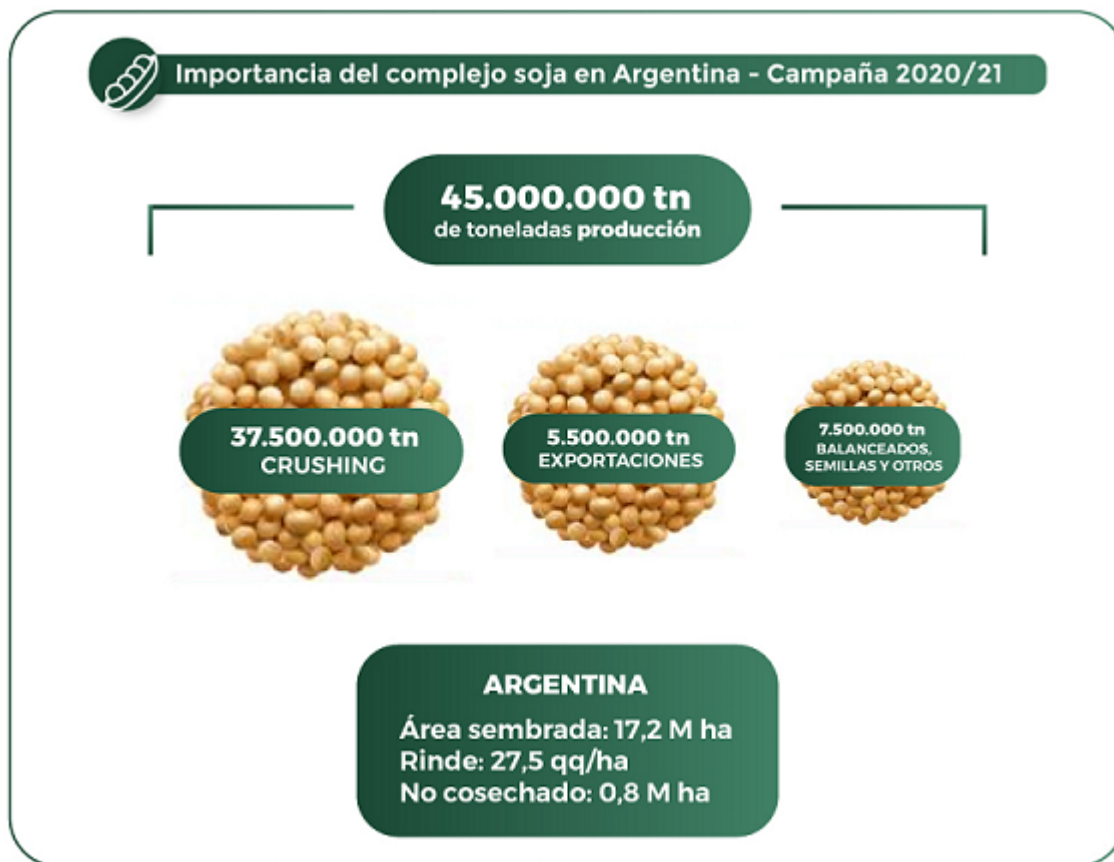 Importancia del complejo soja en Argentina - Campaña 2020/21
45.000.000 tn
de toneladas producción
37.500.000 tn
CRUSHING
5.500.000 tn
EXPORTACIONES
7.500.000 tn
BALANCEADOS,
SEMILLAS Y OTROS
ARGENTINA
Área sembrada: 17,2 M ha
Rinde: 27,5 qq/ha
No cosechado: 0,8 M ha